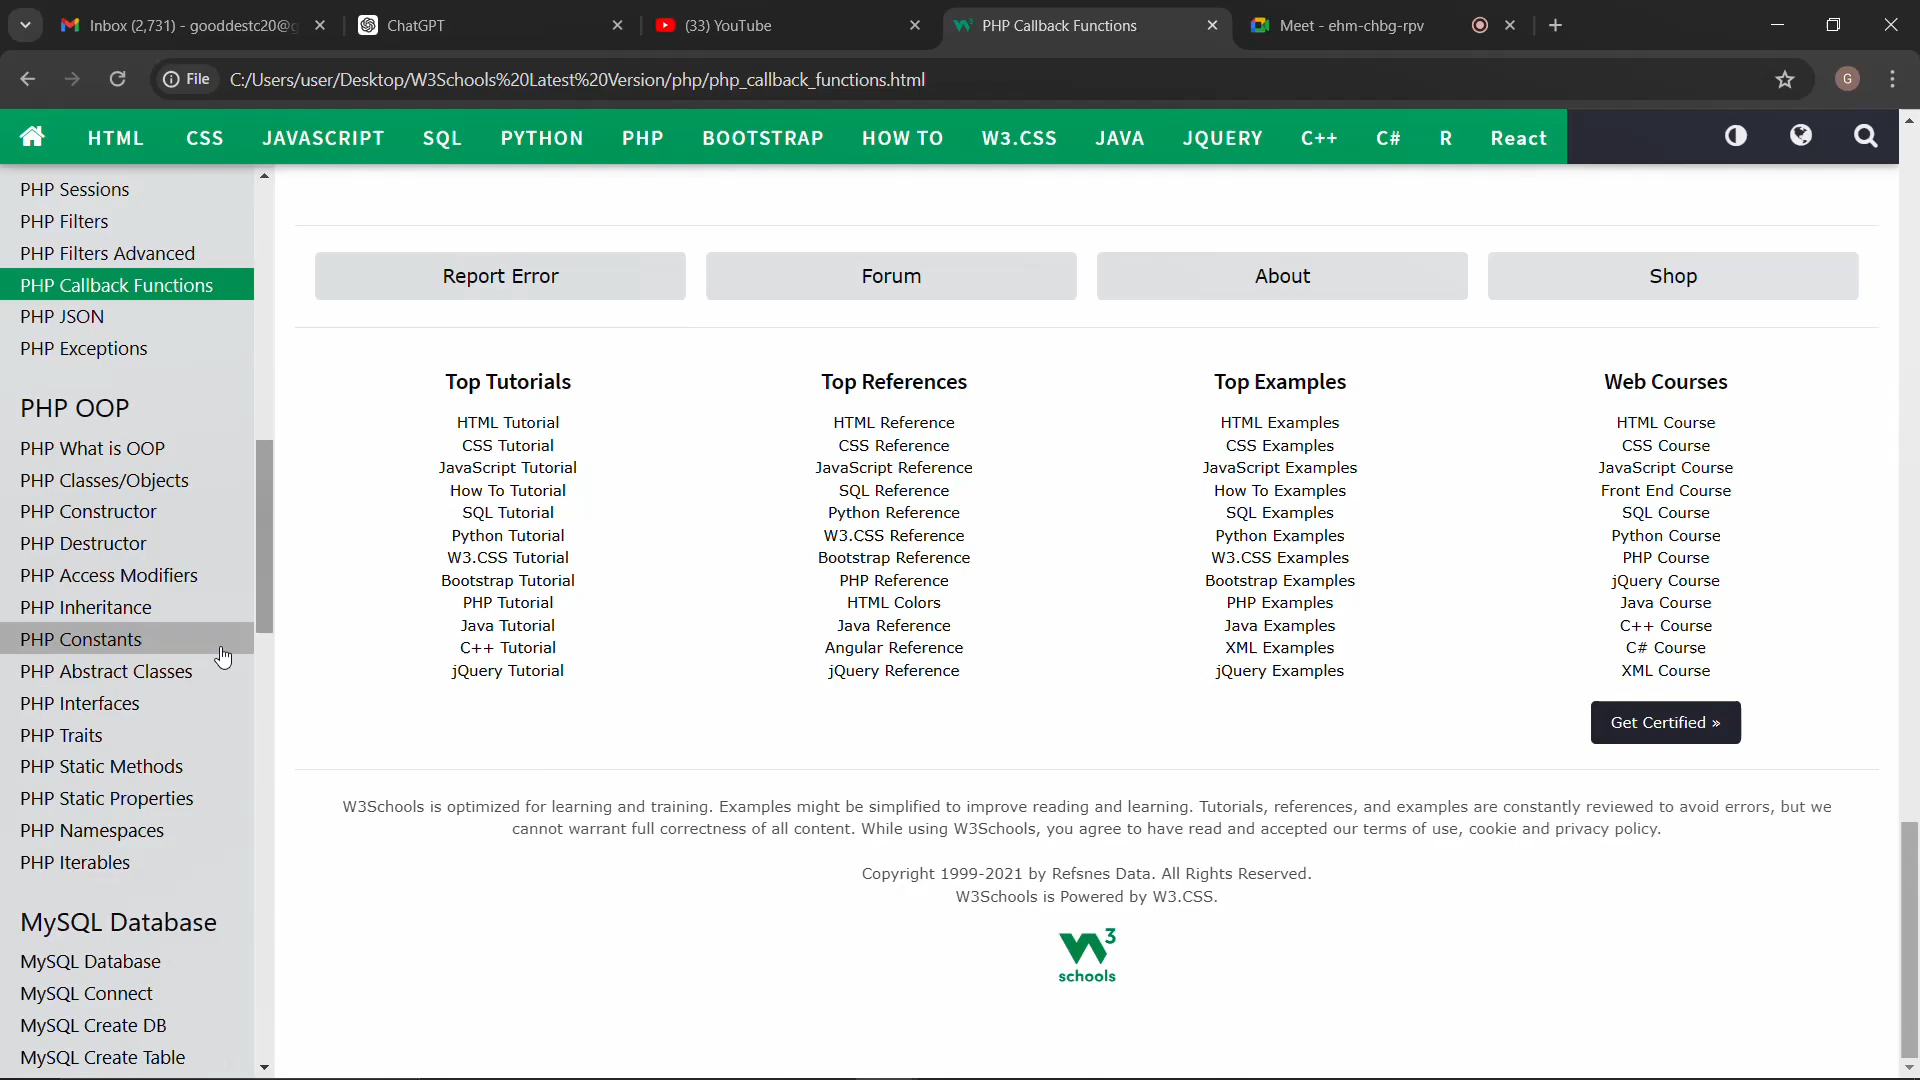 Inbox (2,731) - gooddestc20@g
ChatGPT
(33) YouTube
PHP Callback Functions
Meet - ehm-chbg-rpv
File
C:/Users/user/Desktop/W3Schools%20Latest%20Version/php/php_callback_functions.html
G
HTML CSS JAVASCRIPT SQL PYTHON PHP BOOTSTRAP HOW TO W3.CSS JAVA JQUERY C++ C# R React
PHP Sessions
PHP Filters
PHP Filters Advanced
PHP Callback Functions
PHP JSON
PHP Exceptions
PHP OOP
PHP What is OOP
PHP Classes/Objects
PHP Constructor
PHP Destructor
PHP Access Modifiers
PHP Inheritance
PHP Constants
PHP Abstract Classes
PHP Interfaces
PHP Traits
PHP Static Methods
PHP Static Properties
PHP Namespaces
PHP Iterables
MySQL Database
MySQL Database
MySQL Connect
MySQL Create DB
MySQL Create Table
Report Error
Forum
About
Shop
Top Tutorials
HTML Tutorial
CSS Tutorial
JavaScript Tutorial
How To Tutorial
SQL Tutorial
Python Tutorial
W3.CSS Tutorial
Bootstrap Tutorial
PHP Tutorial
Java Tutorial
C++ Tutorial
jQuery Tutorial
Top References
HTML Reference
CSS Reference
JavaScript Reference
SQL Reference
Python Reference
W3.CSS Reference
Bootstrap Reference
PHP Reference
HTML Colors
Java Reference
Angular Reference
jQuery Reference
Top Examples
HTML Examples
CSS Examples
JavaScript Examples
How To Examples
SQL Examples
Python Examples
W3.CSS Examples
Bootstrap Examples
PHP Examples
Java Examples
XML Examples
jQuery Examples
Web Courses
HTML Course
CSS Course
JavaScript Course
Front End Course
SQL Course
Python Course
PHP Course
jQuery Course
Java Course
C++ Course
C# Course
XML Course
Get Certified »
W3Schools is optimized for learning and training. Examples might be simplified to improve reading and learning. Tutorials, references, and examples are constantly reviewed to avoid errors, but we
cannot warrant full correctness of all content. While using W3Schools, you agree to have read and accepted our terms of use, cookie and privacy policy.
Copyright 1999-2021 by Refsnes Data. All Rights Reserved.
W3Schools is Powered by W3.CSS.
W3
schools